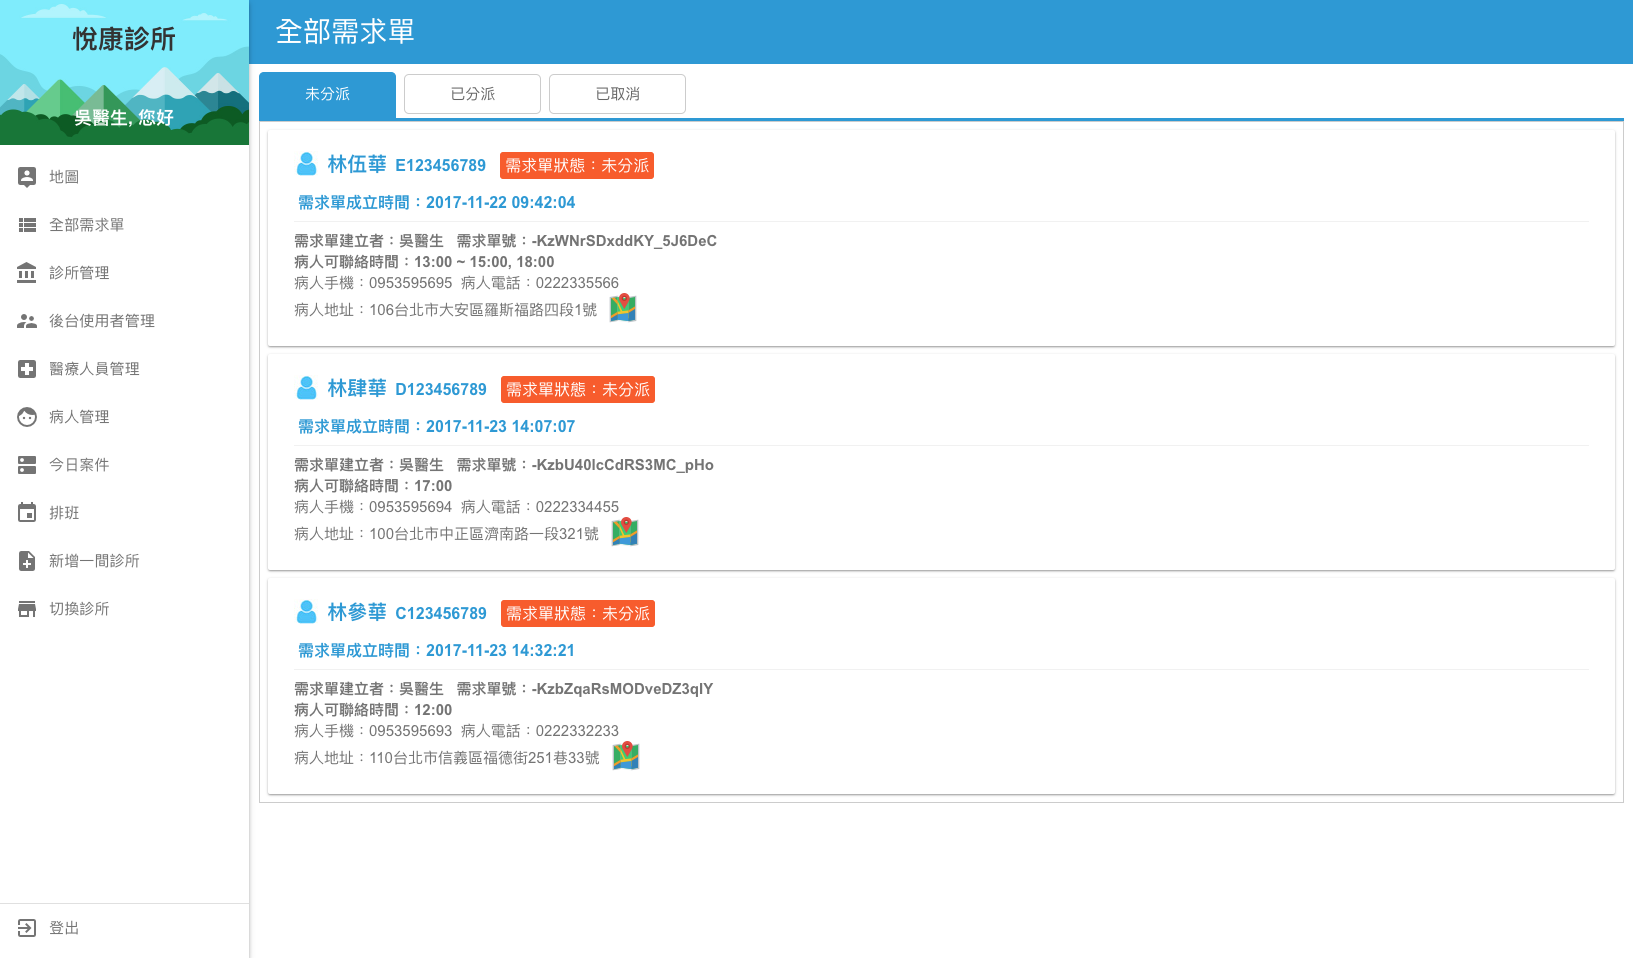 悅康診所
吳醫生, 您好
地圖
全部需求單
診所管理
後台使用者管理
醫療人員管理
病人管理
今日案件
排班
新增一間診所
切換診所
登出
全部需求單
未分派 已分派 已取消
林伍華 E123456789 需求單狀態：未分派
需求單成立時間：2017-11-22 09:42:04
需求單建立者：吳醫生 需求單號：-KzWNrSDxddKY_5J6DeC
病人可聯絡時間：13:00 ~ 15:00, 18:00
病人手機：0953595695 病人電話：0222335566
病人地址：106台北市大安區羅斯福路四段1號
林肆華 D123456789 需求單狀態：未分派
需求單成立時間：2017-11-23 14:07:07
需求單建立者：吳醫生 需求單號：-KzbU40lcCdRS3MC_pHo
病人可聯絡時間：17:00
病人手機：0953595694 病人電話：0222334455
病人地址：100台北市中正區濟南路一段321號
林參華 C123456789 需求單狀態：未分派
需求單成立時間：2017-11-23 14:32:21
需求單建立者：吳醫生 需求單號：-KzbZqaRsMODveDZ3qlY
病人可聯絡時間：12:00
病人手機：0953595693 病人電話：0222332233
病人地址：110台北市信義區福德街251巷33號